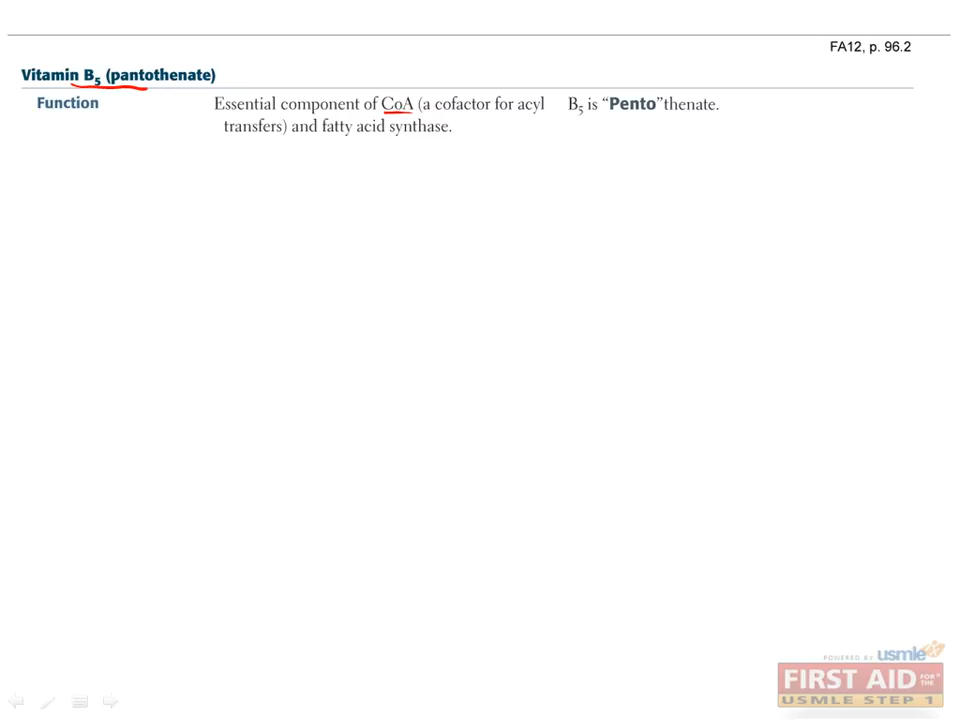 FA12, p. 96.2
Vitamin B5 (pantothenate)
Function
Essential component of CoA (a cofactor for acyl
transfers) and fatty acid synthase.
B5 is “Pento”thenate.
POWERED BY usmle
FIRST AID FOR THE
USMLE STEP 1